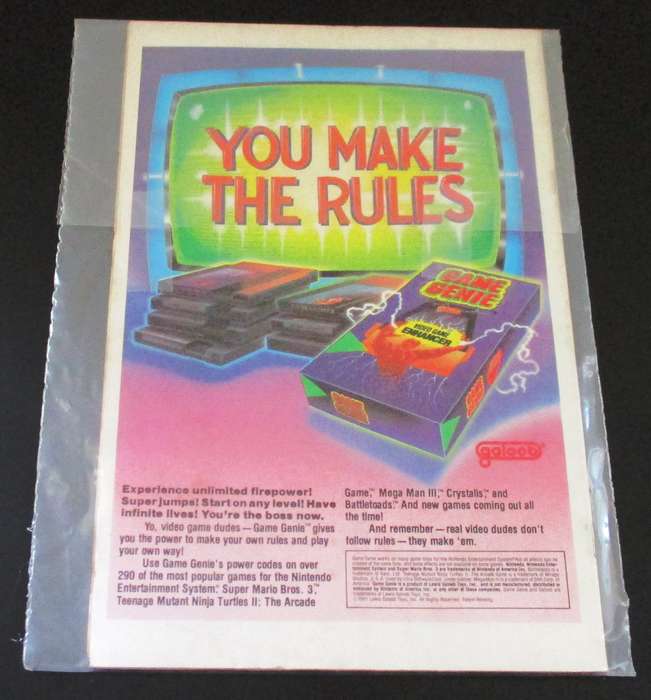 YOU MAKE
THE RULES
GAME
GENIE
VIDEO GAME
ENHANCER
GAME
GENIE
galoob
Experience unlimited firepower!
Super jumps! Start on any level! Have
infinite lives! You're the boss now.
Yo, video game dudes — Game Genie™ gives
you the power to make your own rules and play
your own way!
Use Game Genie's power codes on over
290 of the most popular games for the Nintendo
Entertainment System®: Super Mario Bros. 3,™
Teenage Mutant Ninja Turtles II: The Arcade
Game,™ Mega Man III,™ Crystalis,™ and
Battletoads.™ And new games coming out all
the time!
And remember — real video dudes don't
follow rules — they make 'em.